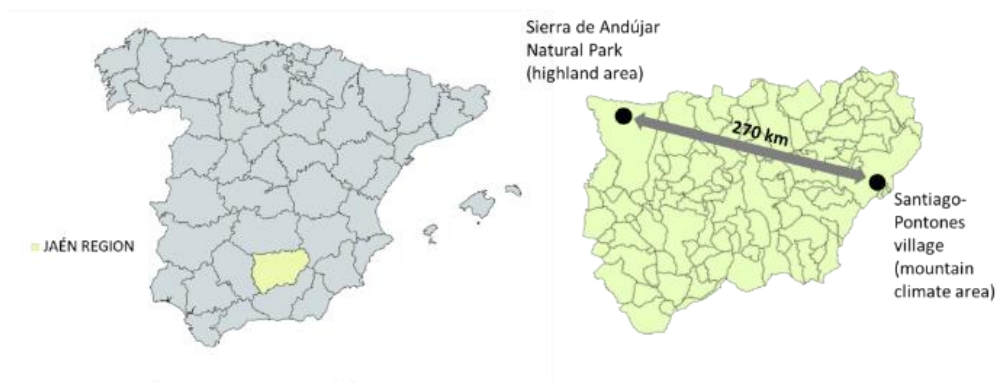 JAÉN REGION
Sierra de Andújar
Natural Park
(highland area)
270 km
Santiago-
Pontones
village
(mountain
climate area)